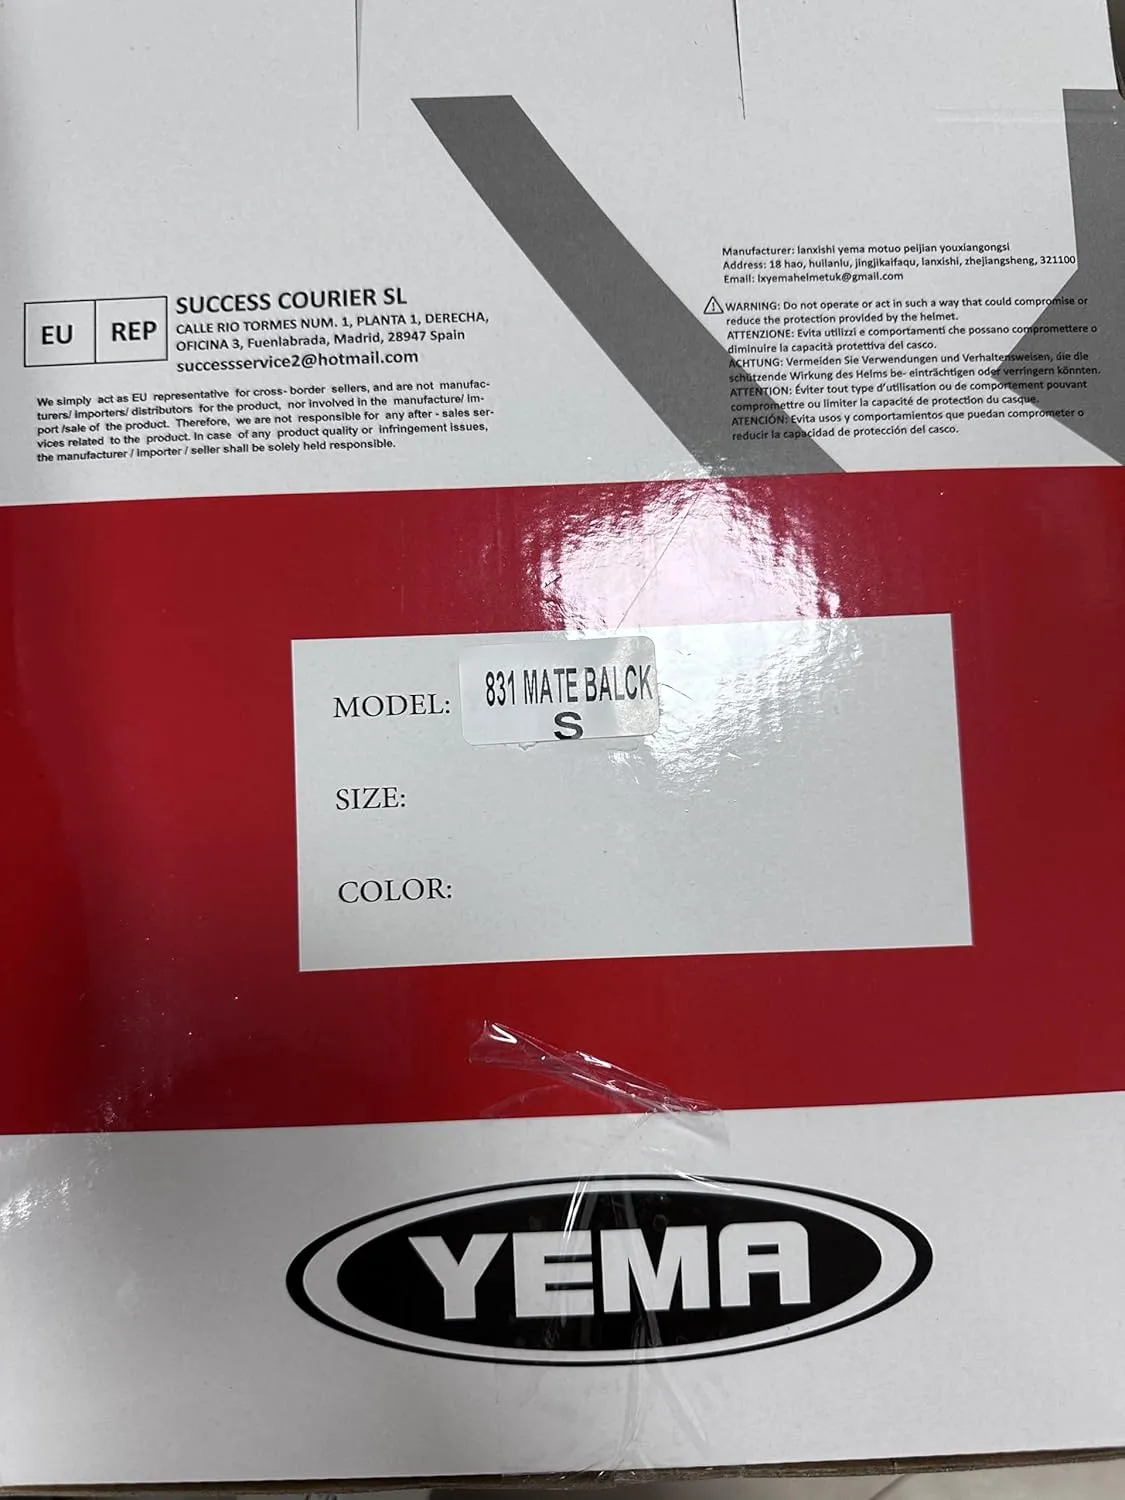 EU REP
SUCCESS COURIER SL
CALLE RIO TORMES NUM. 1, PLANTA 1, DERECHA,
OFICINA 3, Fuenlabrada, Madrid, 28947 Spain
successservice2@hotmail.com
We simply act as EU representative for cross- border sellers, and are not manufac-
turers/ importers/ distributors for the product, nor involved in the manufacture/ im-
port /sale of the product. Therefore, we are not responsible for any after - sales ser-
vices related to the product. In case of any product quality or infringement issues,
the manufacturer / importer / seller shall be solely held responsible.
Manufacturer: lanxishi yema motuo peijian youxiangongsi
Address: 18 hao, huilanlu, jingjikaifaqu, lanxishi, zhejiangsheng, 321100
Email: lxyemahelmetuk@gmail.com
WARNING: Do not operate or act in such a way that could compromise or
reduce the protection provided by the helmet.
ATTENZIONE: Evita utilizzi e comportamenti che possano compromettere o
diminuire la capacità protettiva del casco.
ACHTUNG: Vermeiden Sie Verwendungen und Verhaltensweisen, die die
schützende Wirkung des Helms be- einträchtigen oder verringern könnten.
ATTENTION: Éviter tout type d'utilisation ou de comportement pouvant
compromettre ou limiter la capacité de protection du casque.
ATENCIÓN: Evita usos y comportamientos que puedan comprometer o
reducir la capacidad de protección del casco.
MODEL: 831 MATE BALCK
S
SIZE:
COLOR:
YEMA